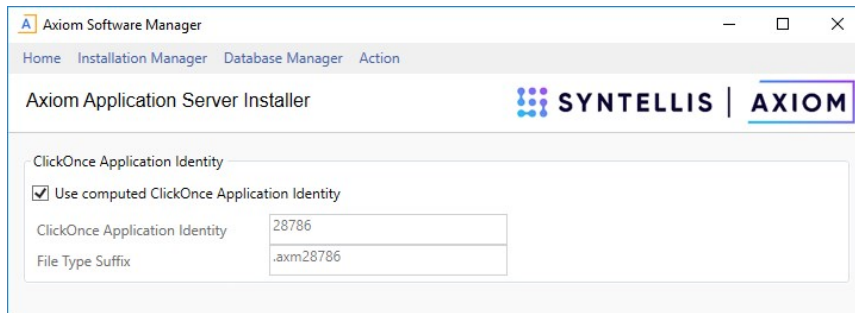 A Axiom Software Manager
Home Installation Manager Database Manager Action
Axiom Application Server Installer SYNTELLIS | AXIOM
ClickOnce Application Identity
Use computed ClickOnce Application Identity
ClickOnce Application Identity 28786
File Type Suffix .axm28786